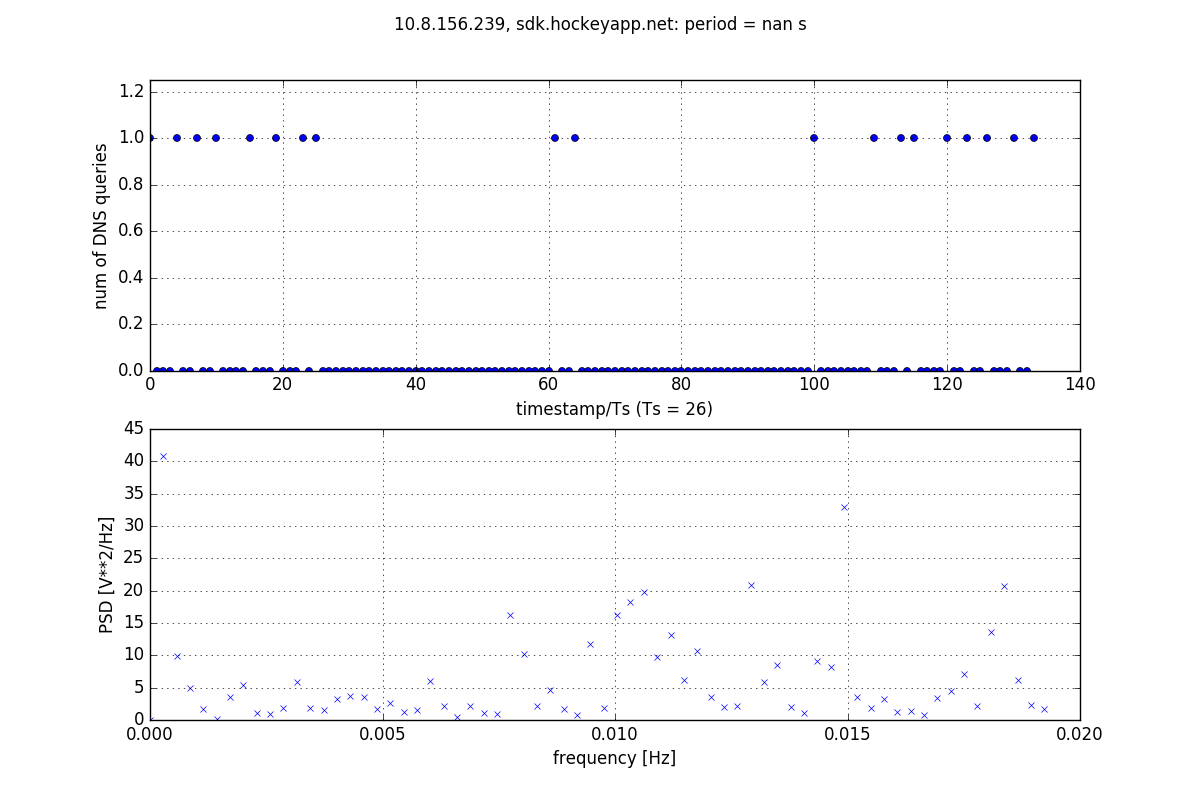 10.8.156.239, sdk.hockeyapp.net: period = nan s
1.2
1.0
0.8
0.6
0.4
0.2
0.0
num of DNS queries
0 20 40 60 80 100 120 140
timestamp/Ts (Ts = 26)
45
40
35
30
25
20
15
10
5
0
PSD [V**2/Hz]
0.000 0.005 0.010 0.015 0.020
frequency [Hz]